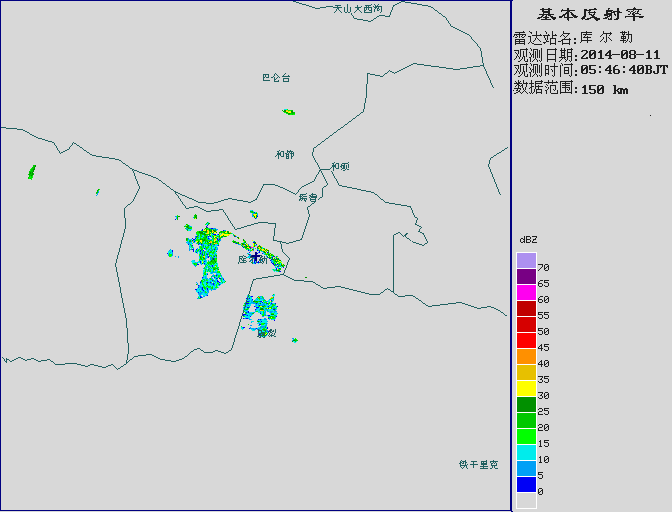 基本反射率
雷达站名:库 尔 勒
观测日期:2014-08-11
观测时间:05:46:40BJT
数据范围:150 km
天山大西沟
巴仑台
和静
和硕
焉耆
库尔勒
尉犁
铁干里克
dBZ
70
65
60
55
50
45
40
35
30
25
20
15
10
5
0